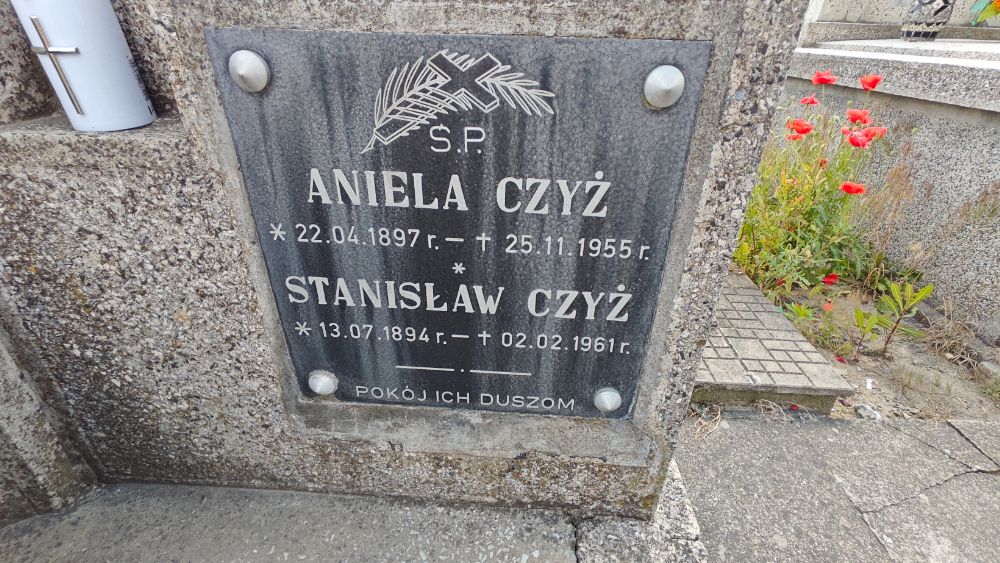 Ś.P.
ANIELA CZYŻ
* 22.04.1897 r. – † 25.11.1955 r.
*
STANISŁAW CZYŻ
* 13.07.1894 r. – † 02.02.1961 r.
POKÓJ ICH DUSZOM